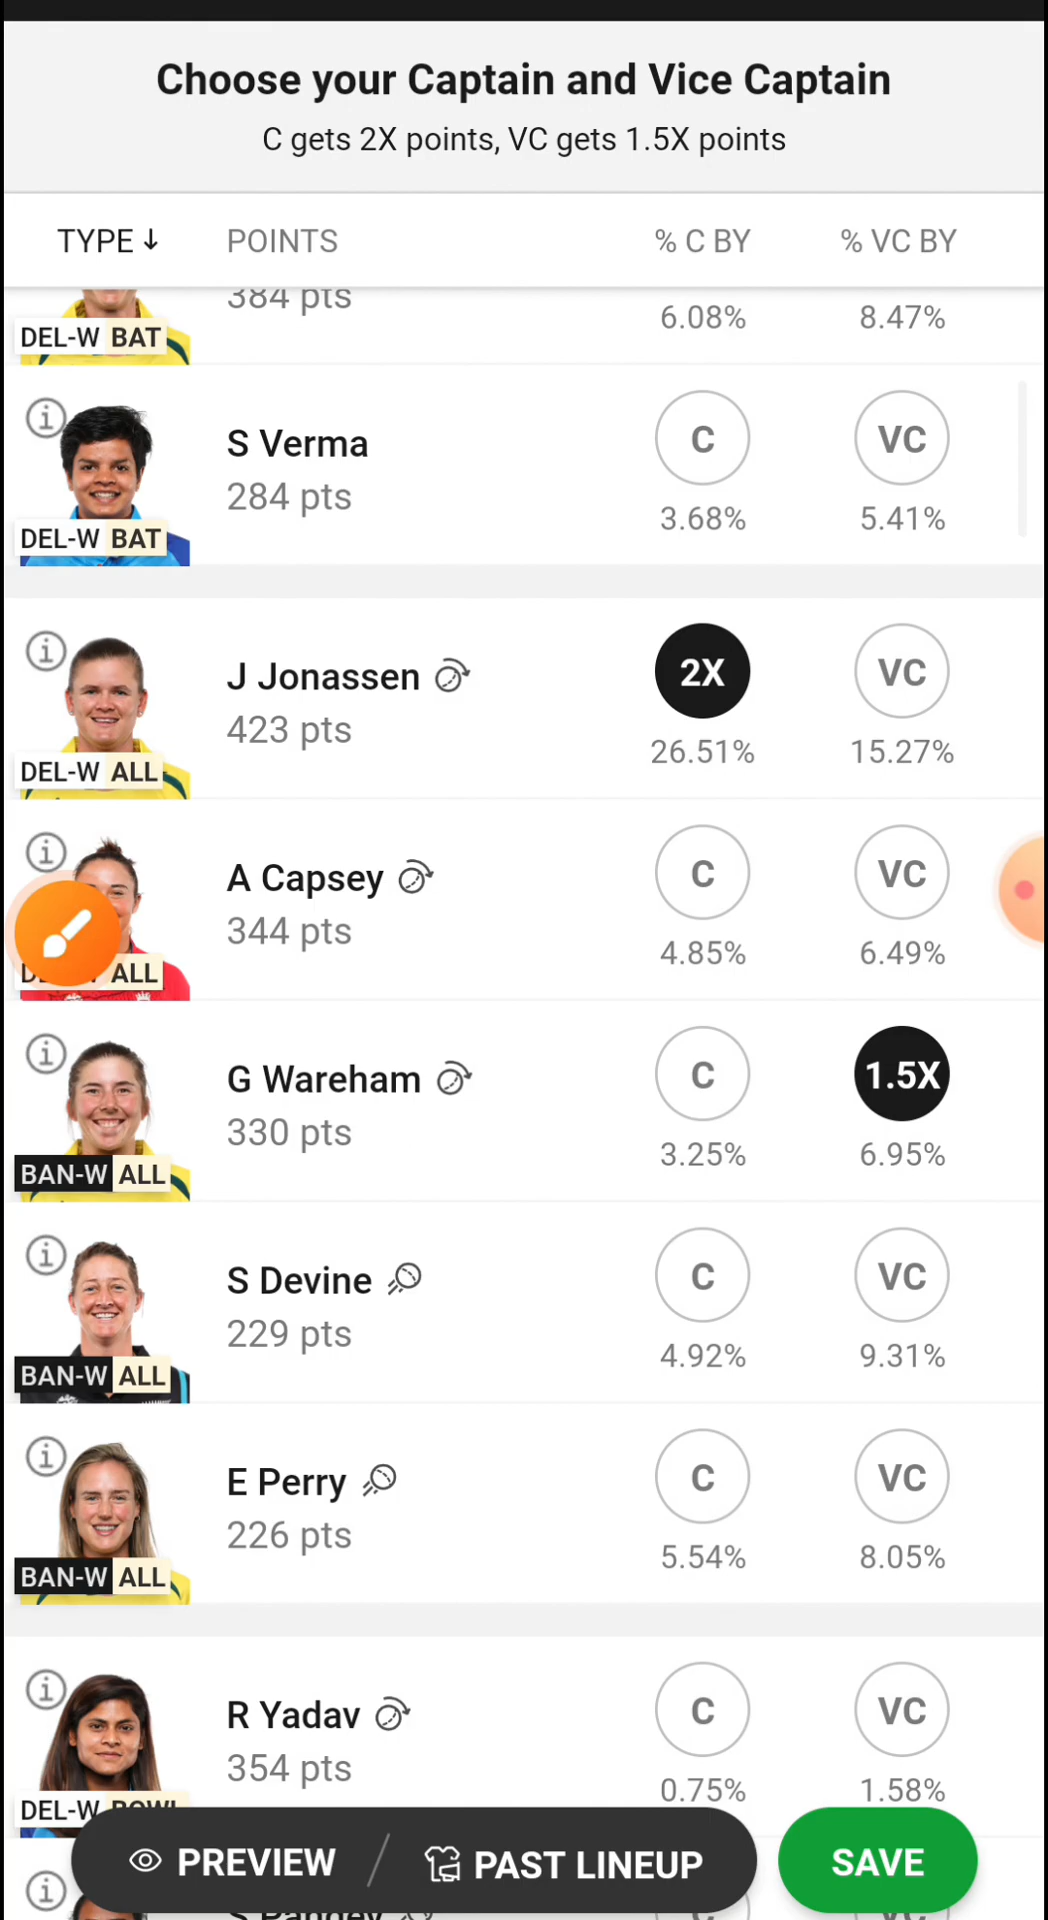 Choose your Captain and Vice Captain
C gets 2X points, VC gets 1.5X points
TYPE ↓ POINTS % C BY % VC BY
384 pts 6.08% 8.47%
DEL-W BAT
S Verma C VC
284 pts 3.68% 5.41%
DEL-W BAT
J Jonassen 2X VC
423 pts 26.51% 15.27%
DEL-W ALL
A Capsey C VC
344 pts 4.85% 6.49%
ALL
G Wareham C 1.5X
330 pts 3.25% 6.95%
BAN-W ALL
S Devine C VC
229 pts 4.92% 9.31%
BAN-W ALL
E Perry C VC
226 pts 5.54% 8.05%
BAN-W ALL
R Yadav C VC
354 pts 0.75% 1.58%
DEL-W BOWL
PREVIEW / PAST LINEUP SAVE
S Pandey C VC